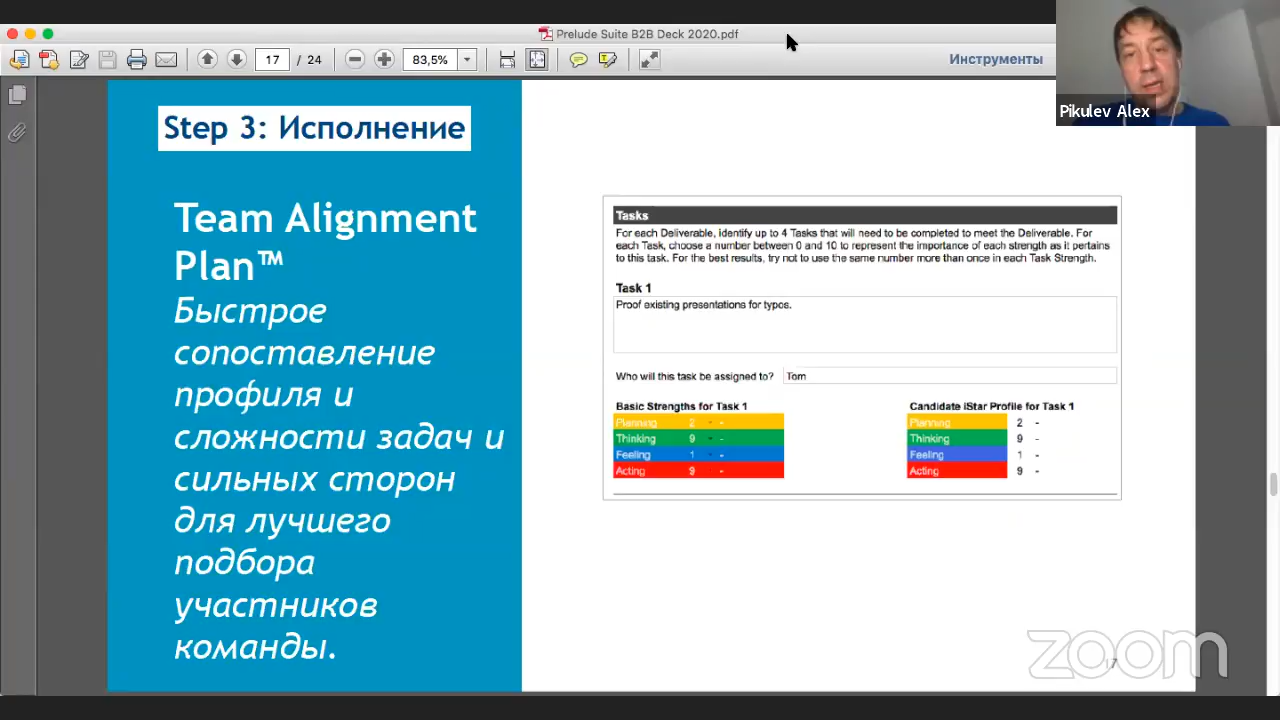 Prelude Suite B2B Deck 2020.pdf
17 / 24
83,5%
Инструменты
Pikulev Alex
Step 3: Исполнение
Team Alignment
Plan™
Быстрое
сопоставление
профиля и
сложности задач и
сильных сторон
для лучшего
подбора
участников
команды.
Tasks
For each Deliverable, identify up to 4 Tasks that will need to be completed to meet the Deliverable. For
each Task, choose a number between 0 and 10 to represent the importance of each strength as it pertains
to this task. For the best results, try not to use the same number more than once in each Task Strength.
Task 1
Proof existing presentations for typos.
Who will this task be assigned to? Tom
Basic Strengths for Task 1
Planning 2 - -
Thinking 9 - -
Feeling 1 - -
Acting 9 - -
Candidate iStar Profile for Task 1
Planning 2 -
Thinking 9 -
Feeling 1 -
Acting 9 -
zoom
17